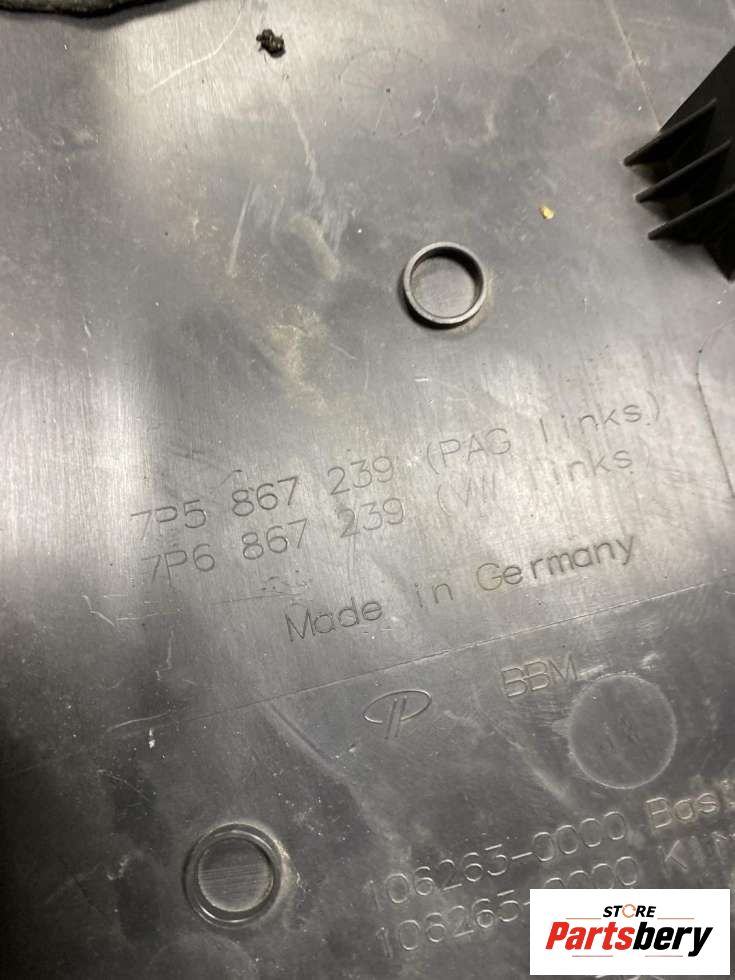 7P5 867 239 (PAG links)
7P6 867 239 (VW links)
Made in Germany
BBM
106263-0000
106265-0000
STORE
Partsbery